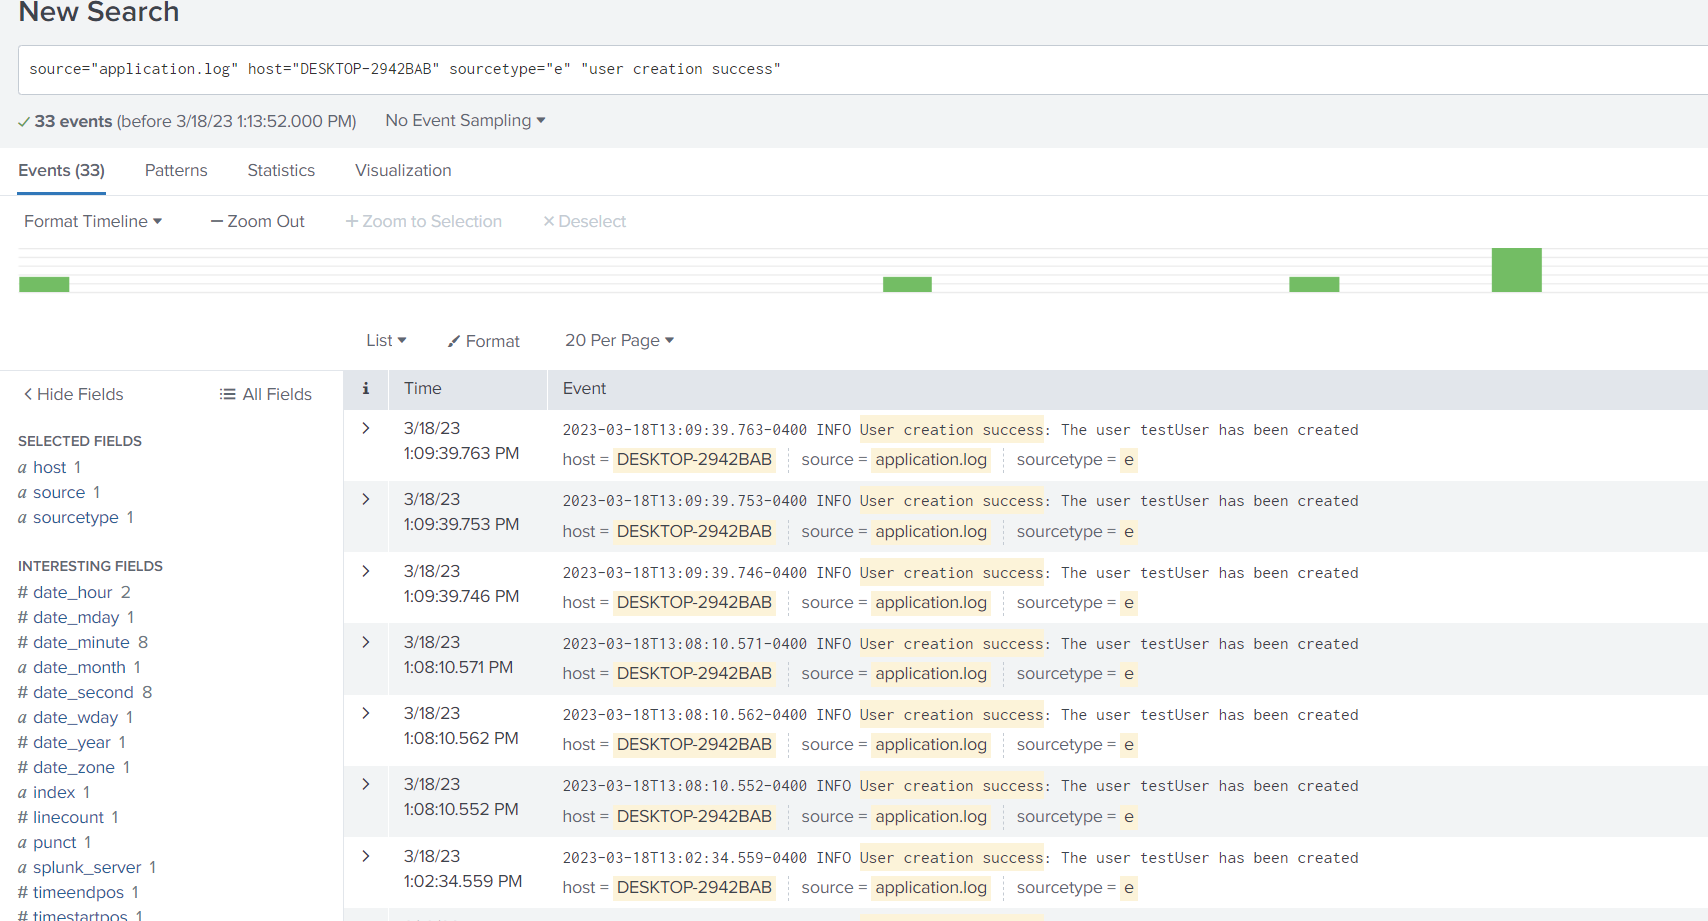 New Search
source="application.log" host="DESKTOP-2942BAB" sourcetype="e" "user creation success"
33 events (before 3/18/23 1:13:52.000 PM) No Event Sampling
Events (33) Patterns Statistics Visualization
Format Timeline — Zoom Out + Zoom to Selection × Deselect
List Format 20 Per Page
< Hide Fields All Fields
i Time Event
SELECTED FIELDS
a host 1
a source 1
a sourcetype 1
INTERESTING FIELDS
# date_hour 2
# date_mday 1
# date_minute 8
a date_month 1
# date_second 8
a date_wday 1
# date_year 1
# date_zone 1
a index 1
# linecount 1
a punct 1
a splunk_server 1
# timeendpos 1
# timestartpos 1
> 3/18/23 2023-03-18T13:09:39.763-0400 INFO User creation success: The user testUser has been created
1:09:39.763 PM host = DESKTOP-2942BAB source = application.log sourcetype = e
> 3/18/23 2023-03-18T13:09:39.753-0400 INFO User creation success: The user testUser has been created
1:09:39.753 PM host = DESKTOP-2942BAB source = application.log sourcetype = e
> 3/18/23 2023-03-18T13:09:39.746-0400 INFO User creation success: The user testUser has been created
1:09:39.746 PM host = DESKTOP-2942BAB source = application.log sourcetype = e
> 3/18/23 2023-03-18T13:08:10.571-0400 INFO User creation success: The user testUser has been created
1:08:10.571 PM host = DESKTOP-2942BAB source = application.log sourcetype = e
> 3/18/23 2023-03-18T13:08:10.562-0400 INFO User creation success: The user testUser has been created
1:08:10.562 PM host = DESKTOP-2942BAB source = application.log sourcetype = e
> 3/18/23 2023-03-18T13:08:10.552-0400 INFO User creation success: The user testUser has been created
1:08:10.552 PM host = DESKTOP-2942BAB source = application.log sourcetype = e
> 3/18/23 2023-03-18T13:02:34.559-0400 INFO User creation success: The user testUser has been created
1:02:34.559 PM host = DESKTOP-2942BAB source = application.log sourcetype = e